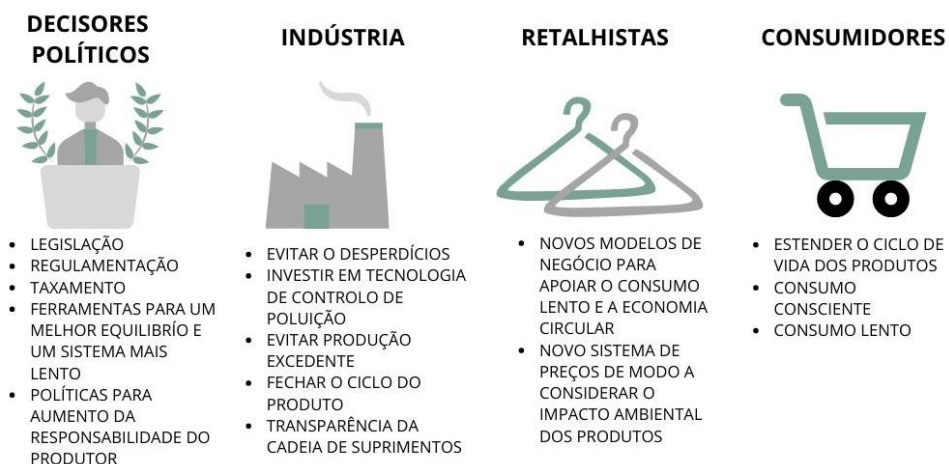 DECISORES
POLÍTICOS
• LEGISLAÇÃO
• REGULAMENTAÇÃO
• TAXAMENTO
• FERRAMENTAS PARA UM
MELHOR EQUILIBRÍO E
UM SISTEMA MAIS
LENTO
• POLÍTICAS PARA
AUMENTO DA
RESPONSABILIDADE DO
PRODUTOR
INDÚSTRIA
• EVITAR O DESPERDÍCIOS
• INVESTIR EM TECNOLOGIA
DE CONTROLO DE
POLUIÇÃO
• EVITAR PRODUÇÃO
EXCEDENTE
• FECHAR O CICLO DO
PRODUTO
• TRANSPARÊNCIA DA
CADEIA DE SUPRIMENTOS
RETALHISTAS
• NOVOS MODELOS DE
NEGÓCIO PARA
APOIAR O CONSUMO
LENTO E A ECONOMIA
CIRCULAR
• NOVO SISTEMA DE
PREÇOS DE MODO A
CONSIDERAR O
IMPACTO AMBIENTAL
DOS PRODUTOS
CONSUMIDORES
• ESTENDER O CICLO DE
VIDA DOS PRODUTOS
• CONSUMO
CONSCIENTE
• CONSUMO LENTO